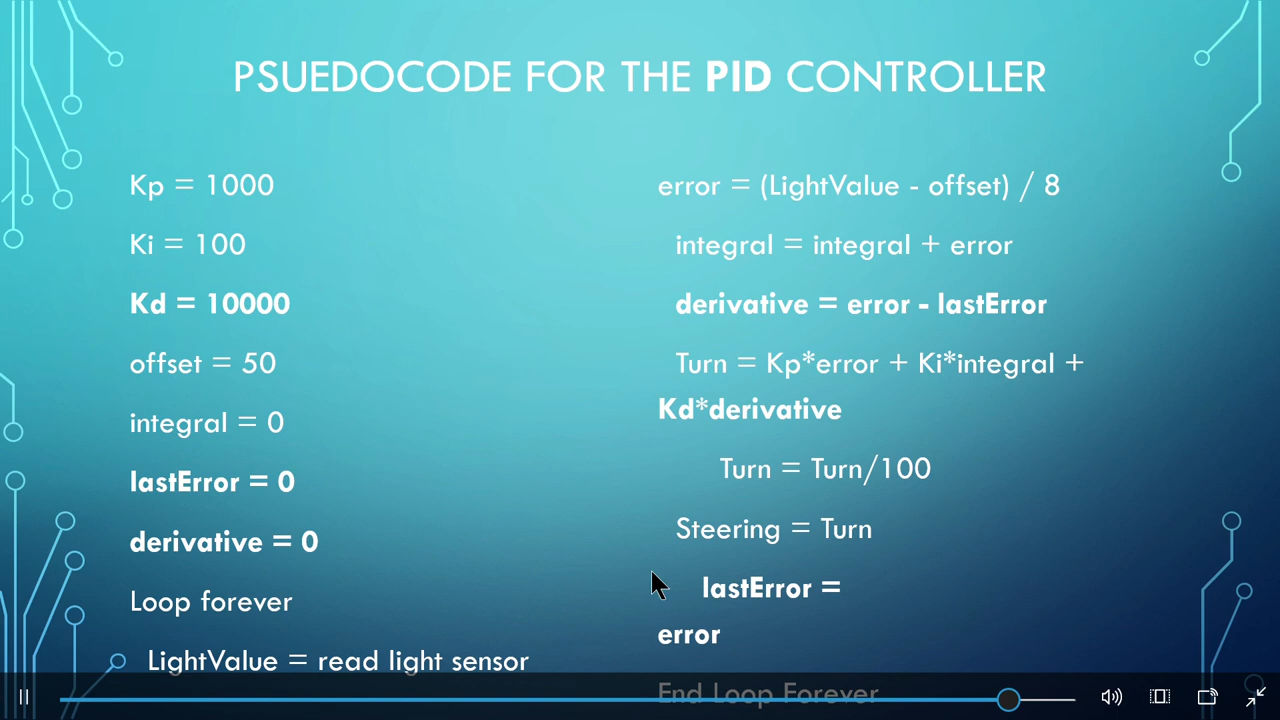 PSUEDOCODE FOR THE PID CONTROLLER
Kp = 1000
Ki = 100
Kd = 10000
offset = 50
integral = 0
lastError = 0
derivative = 0
Loop forever
LightValue = read light sensor
error = (LightValue - offset) / 8
integral = integral + error
derivative = error - lastError
Turn = Kp*error + Ki*integral +
Kd*derivative
Turn = Turn/100
Steering = Turn
lastError =
error
End Loop Forever